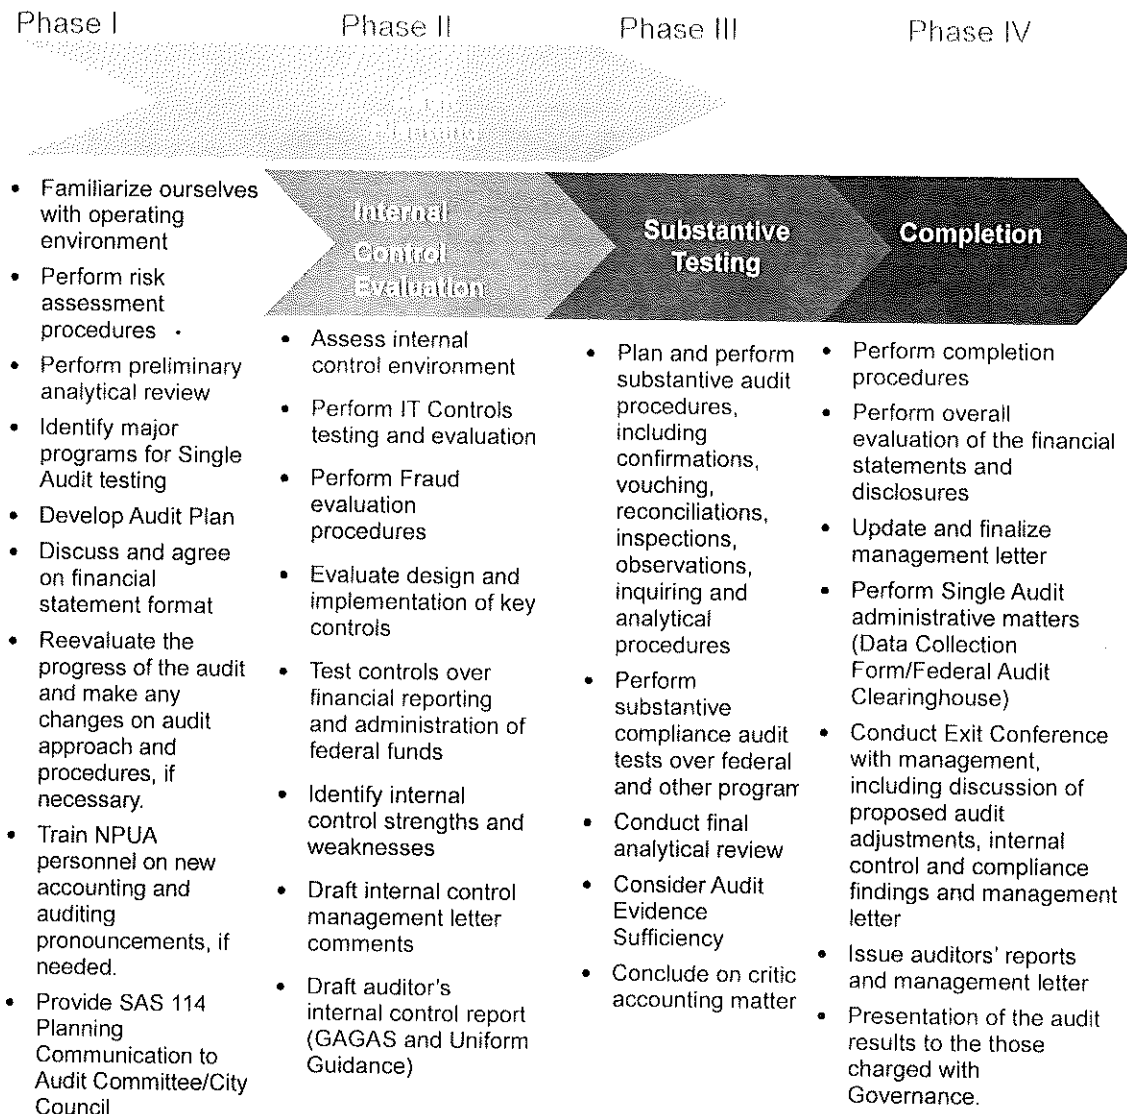 Phase I
Phase II
Phase III
Phase IV
• Familiarize ourselves
with operating
environment
• Perform risk
assessment
procedures
• Perform preliminary
analytical review
• Identify major
programs for Single
Audit testing
• Develop Audit Plan
• Discuss and agree
on financial
statement format
• Reevaluate the
progress of the audit
and make any
changes on audit
approach and
procedures, if
necessary.
• Train NPUA
personnel on new
accounting and
auditing
pronouncements, if
needed.
• Provide SAS 114
Planning
Communication to
Audit Committee/City
Council
Internal
Control
Evaluation
• Assess internal
control environment
• Perform IT Controls
testing and evaluation
• Perform Fraud
evaluation
procedures
• Evaluate design and
implementation of key
controls
• Test controls over
financial reporting
and administration of
federal funds
• Identify internal
control strengths and
weaknesses
• Draft internal control
management letter
comments
• Draft auditor's
internal control report
(GAGAS and Uniform
Guidance)
Substantive
Testing
• Plan and perform
substantive audit
procedures,
including
confirmations,
vouching,
reconciliations,
inspections,
observations,
inquiring and
analytical
procedures
• Perform
substantive
compliance audit
tests over federal
and other program
• Conduct final
analytical review
• Consider Audit
Evidence
Sufficiency
• Conclude on critic
accounting matter
Completion
• Perform completion
procedures
• Perform overall
evaluation of the financial
statements and
disclosures
• Update and finalize
management letter
• Perform Single Audit
administrative matters
(Data Collection
Form/Federal Audit
Clearinghouse)
• Conduct Exit Conference
with management,
including discussion of
proposed audit
adjustments, internal
control and compliance
findings and management
letter
• Issue auditors' reports
and management letter
• Presentation of the audit
results to the those
charged with
Governance.